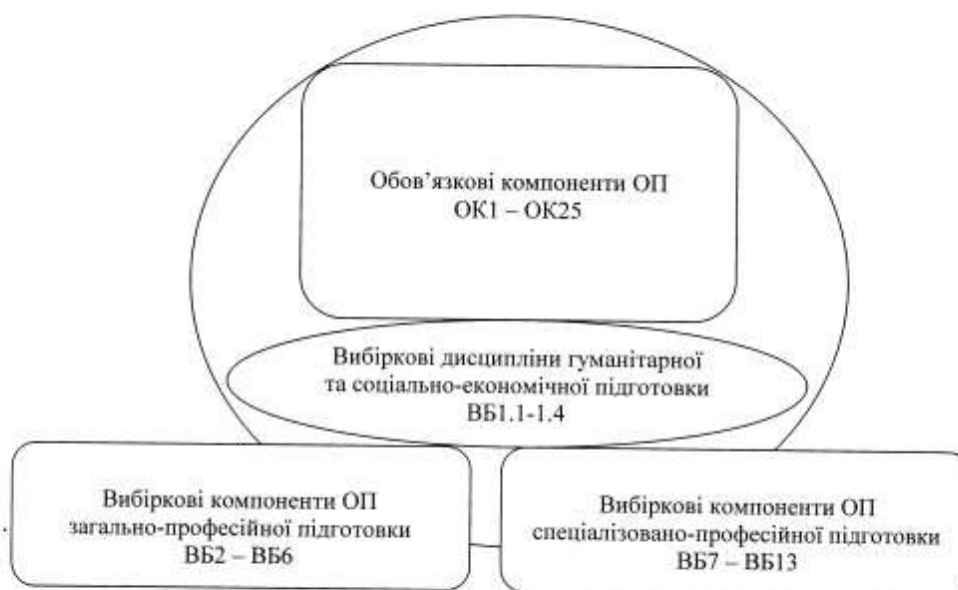 Обов’язкові компоненти ОП
ОК1 – ОК25
Вибіркові дисципліни гуманітарної
та соціально-економічної підготовки
ВБ1.1-1.4
Вибіркові компоненти ОП
загально-професійної підготовки
ВБ2 – ВБ6
Вибіркові компоненти ОП
спеціалізовано-професійної підготовки
ВБ7 – ВБ13